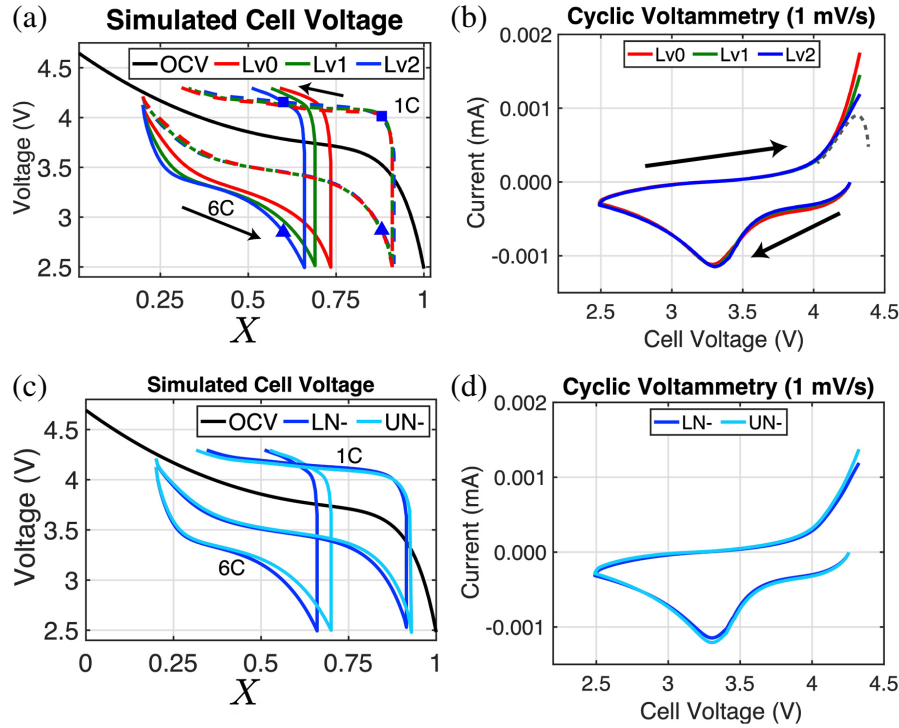 (a)
Simulated Cell Voltage
OCV Lv0 Lv1 Lv2
1C
6C
4.5
4
3.5
3
2.5
Voltage (V)
0.25 0.5 0.75 1
X
(b)
Cyclic Voltammetry (1 mV/s)
Lv0 Lv1 Lv2
0.002
0.001
0.000
-0.001
Current (mA)
2.5 3 3.5 4 4.5
Cell Voltage (V)
(c)
Simulated Cell Voltage
OCV LN- UN-
1C
6C
4.5
4
3.5
3
2.5
Voltage (V)
0 0.25 0.5 0.75 1
X
(d)
Cyclic Voltammetry (1 mV/s)
LN- UN-
0.002
0.001
0.000
-0.001
Current (mA)
2.5 3 3.5 4 4.5
Cell Voltage (V)